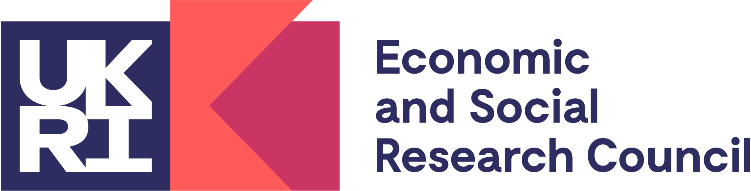 UK
RI
Economic
and Social
Research Council